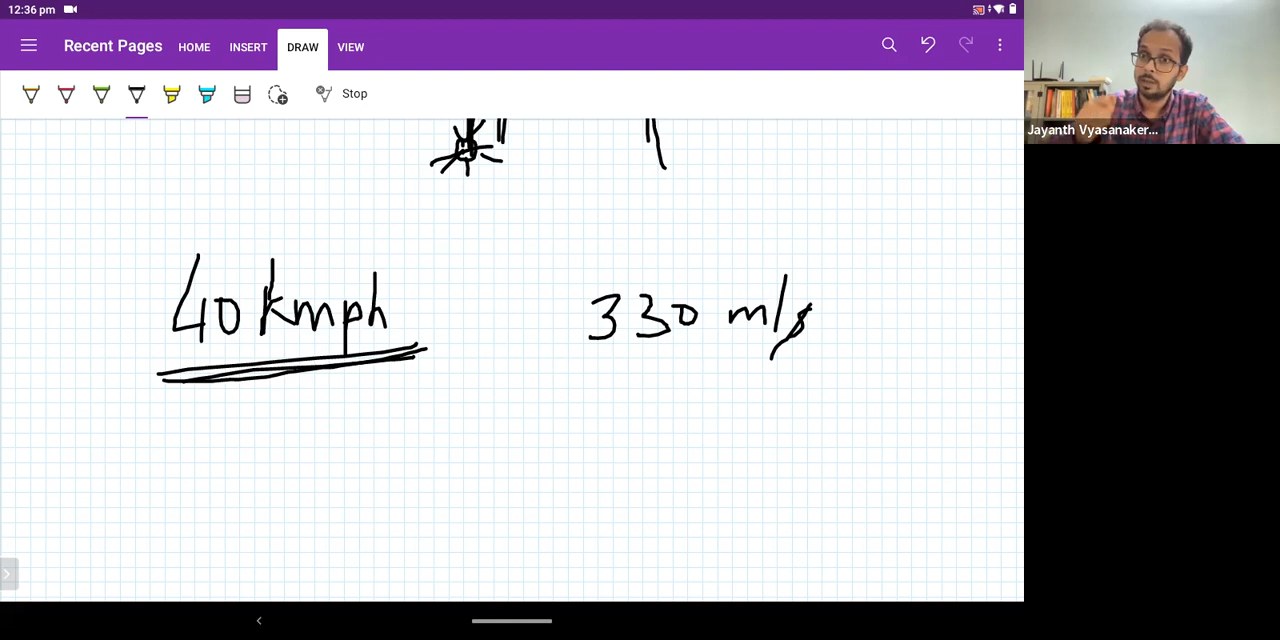 12:36 pm
Recent Pages HOME INSERT DRAW VIEW
Stop
Jayanth Vyasanaker...
40 kmph 330 m/s